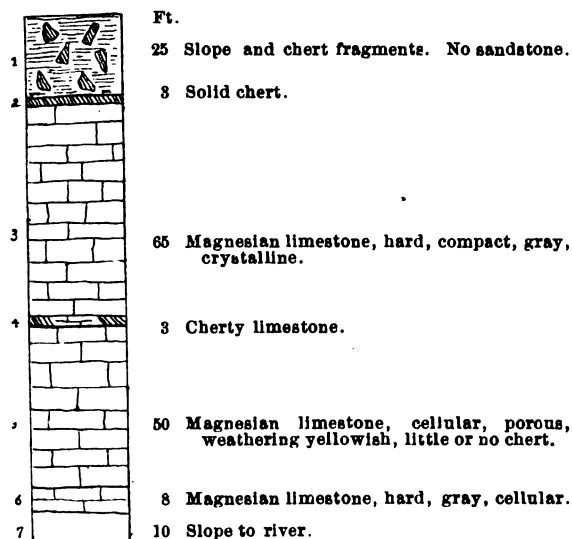 Ft.
1 25 Slope and chert fragments. No sandstone.
2 3 Solid chert.
3 65 Magnesian limestone, hard, compact, gray,
crystalline.
4 3 Cherty limestone.
50 Magnesian limestone, cellular, porous,
weathering yellowish, little or no chert.
6 8 Magnesian limestone, hard, gray, cellular.
7 10 Slope to river.